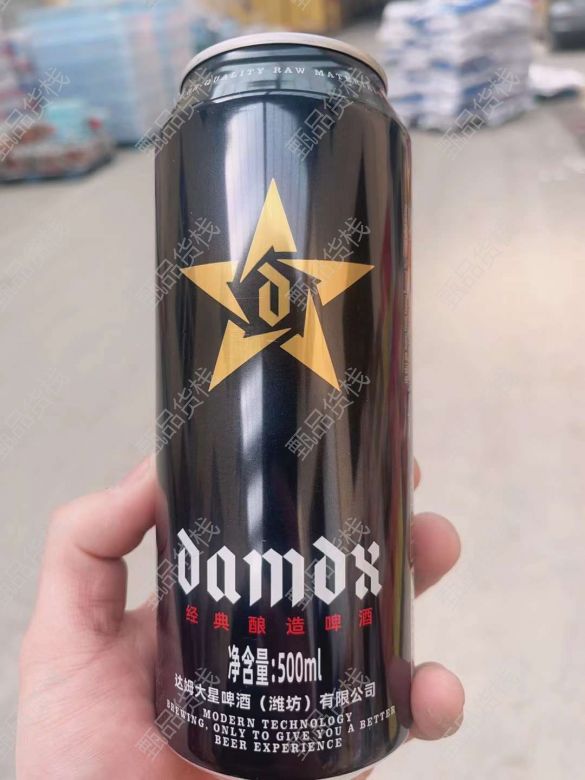 QUALITY RAW MATER
d
damdx
经典酿造啤酒
净含量:500ml
达姆大星啤酒（潍坊）有限公司
MODERN TECHNOLOGY
BREWING, ONLY TO GIVE YOU A BETTER
BEER EXPERIENCE
甄品货栈